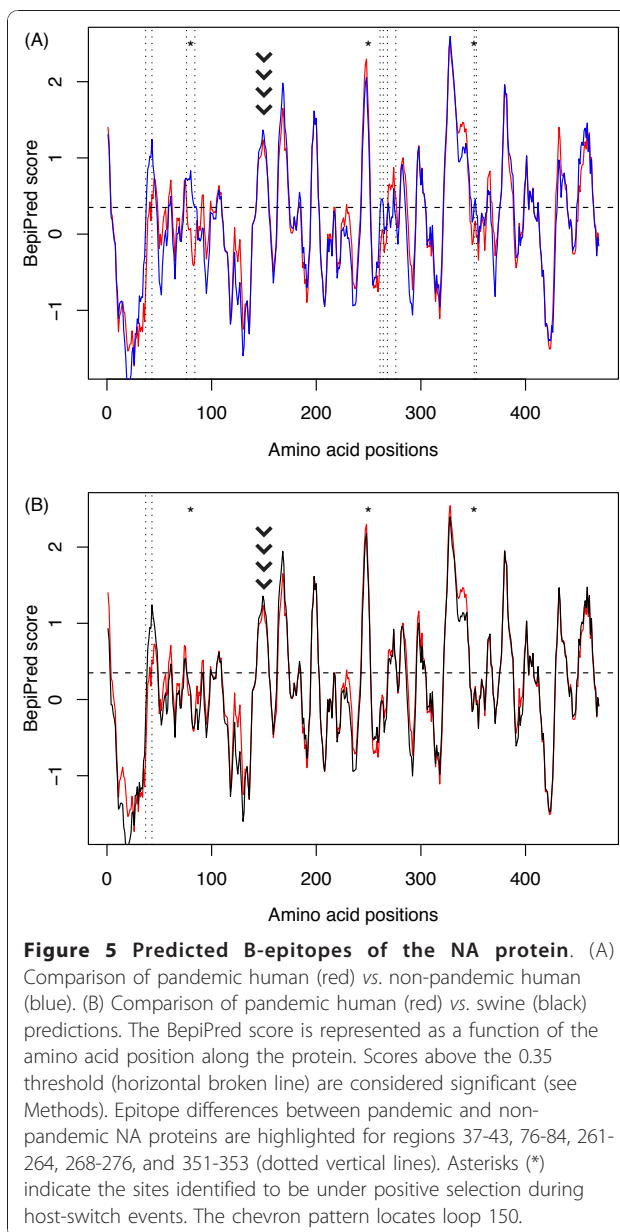 (A)
* * *
2
1
0
−1
BepiPred score
0 100 200 300 400
Amino acid positions
(B)
* * *
2
1
0
−1
BepiPred score
0 100 200 300 400
Amino acid positions
Figure 5 Predicted B-epitopes of the NA protein. (A)
Comparison of pandemic human (red) vs. non-pandemic human
(blue). (B) Comparison of pandemic human (red) vs. swine (black)
predictions. The BepiPred score is represented as a function of the
amino acid position along the protein. Scores above the 0.35
threshold (horizontal broken line) are considered significant (see
Methods). Epitope differences between pandemic and non-
pandemic NA proteins are highlighted for regions 37-43, 76-84, 261-
264, 268-276, and 351-353 (dotted vertical lines). Asterisks (*)
indicate the sites identified to be under positive selection during
host-switch events. The chevron pattern locates loop 150.